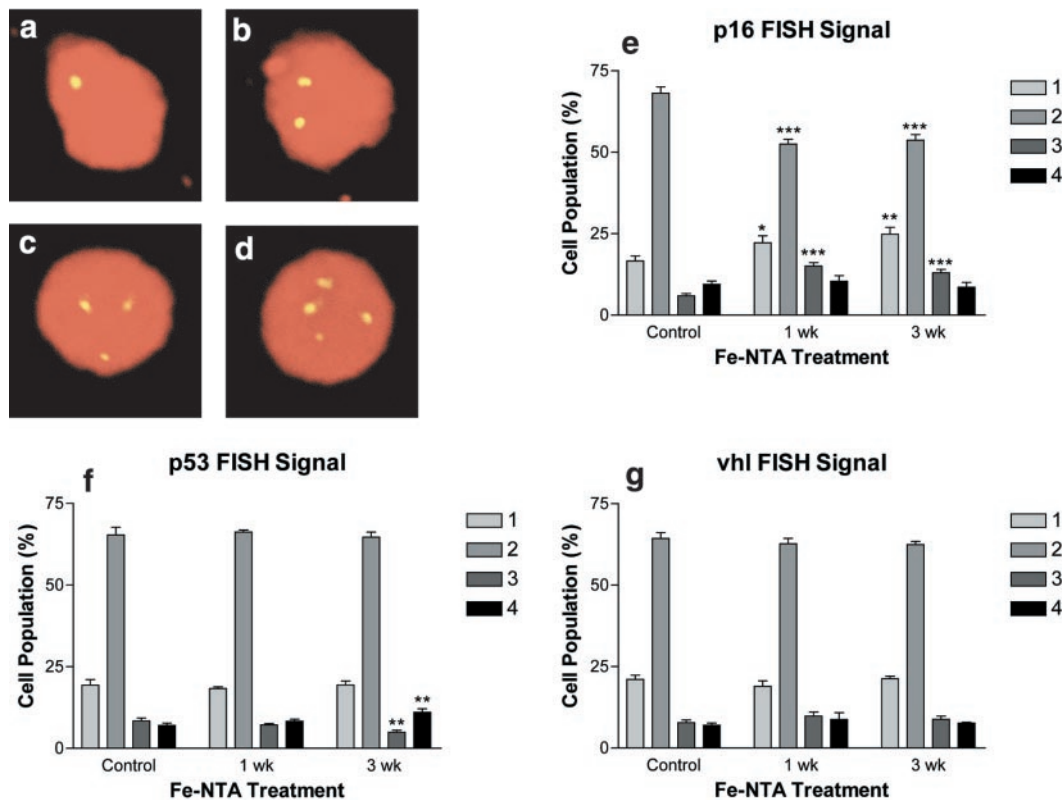 a
b
c
d
e
p16 FISH Signal
Cell Population (%)
75
50
25
0
*
***
***
**
***
***
Control
1 wk
3 wk
Fe-NTA Treatment
1
2
3
4
f
p53 FISH Signal
Cell Population (%)
75
50
25
0
**
**
Control
1 wk
3 wk
Fe-NTA Treatment
1
2
3
4
g
vhl FISH Signal
Cell Population (%)
75
50
25
0
Control
1 wk
3 wk
Fe-NTA Treatment
1
2
3
4